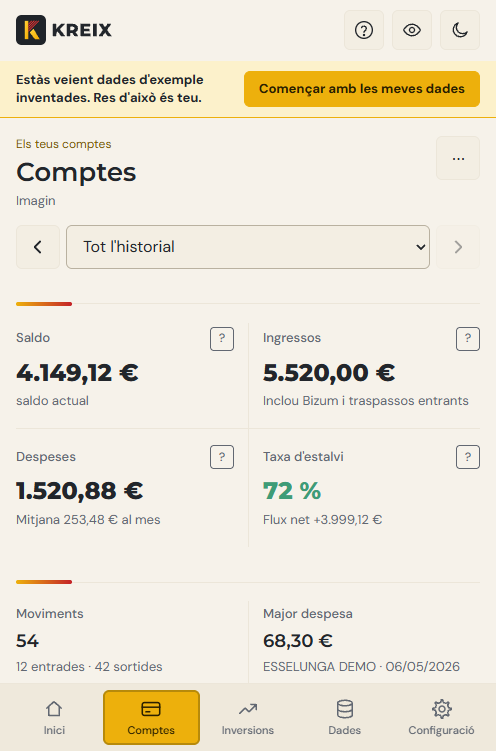 KREIX
Estàs veient dades d'exemple
inventades. Res d'això és teu.
Començar amb les meves dades
Els teus comptes
Comptes
...
Imagin
Tot l'historial
Saldo
?
4.149,12 €
saldo actual
Ingressos
?
5.520,00 €
Inclou Bizum i traspassos entrants
Despeses
?
1.520,88 €
Mitjana 253,48 € al mes
Taxa d'estalvi
?
72 %
Flux net +3.999,12 €
Moviments
54
12 entrades · 42 sortides
Major despesa
68,30 €
ESSELUNGA DEMO · 06/05/2026
Inici
Comptes
Inversions
Dades
Configuració